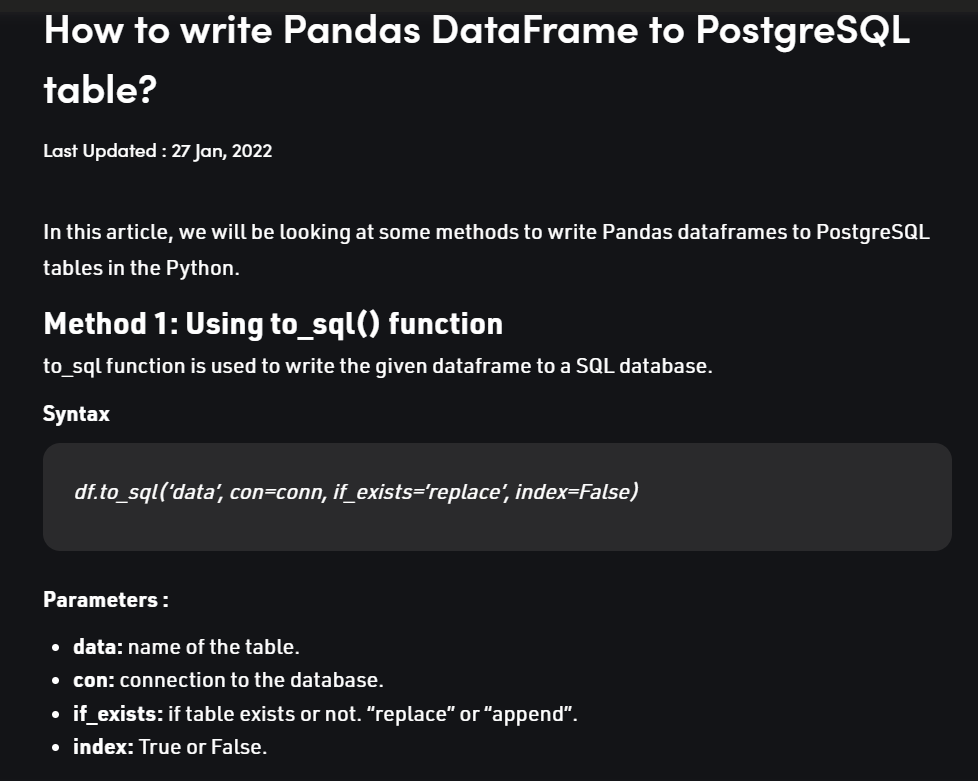 How to write Pandas DataFrame to PostgreSQL
table?
Last Updated : 27 Jan, 2022
In this article, we will be looking at some methods to write Pandas dataframes to PostgreSQL
tables in the Python.
Method 1: Using to_sql() function
to_sql function is used to write the given dataframe to a SQL database.
Syntax
df.to_sql(‘data’, con=conn, if_exists=‘replace’, index=False)
Parameters :
• data: name of the table.
• con: connection to the database.
• if_exists: if table exists or not. “replace” or “append”.
• index: True or False.